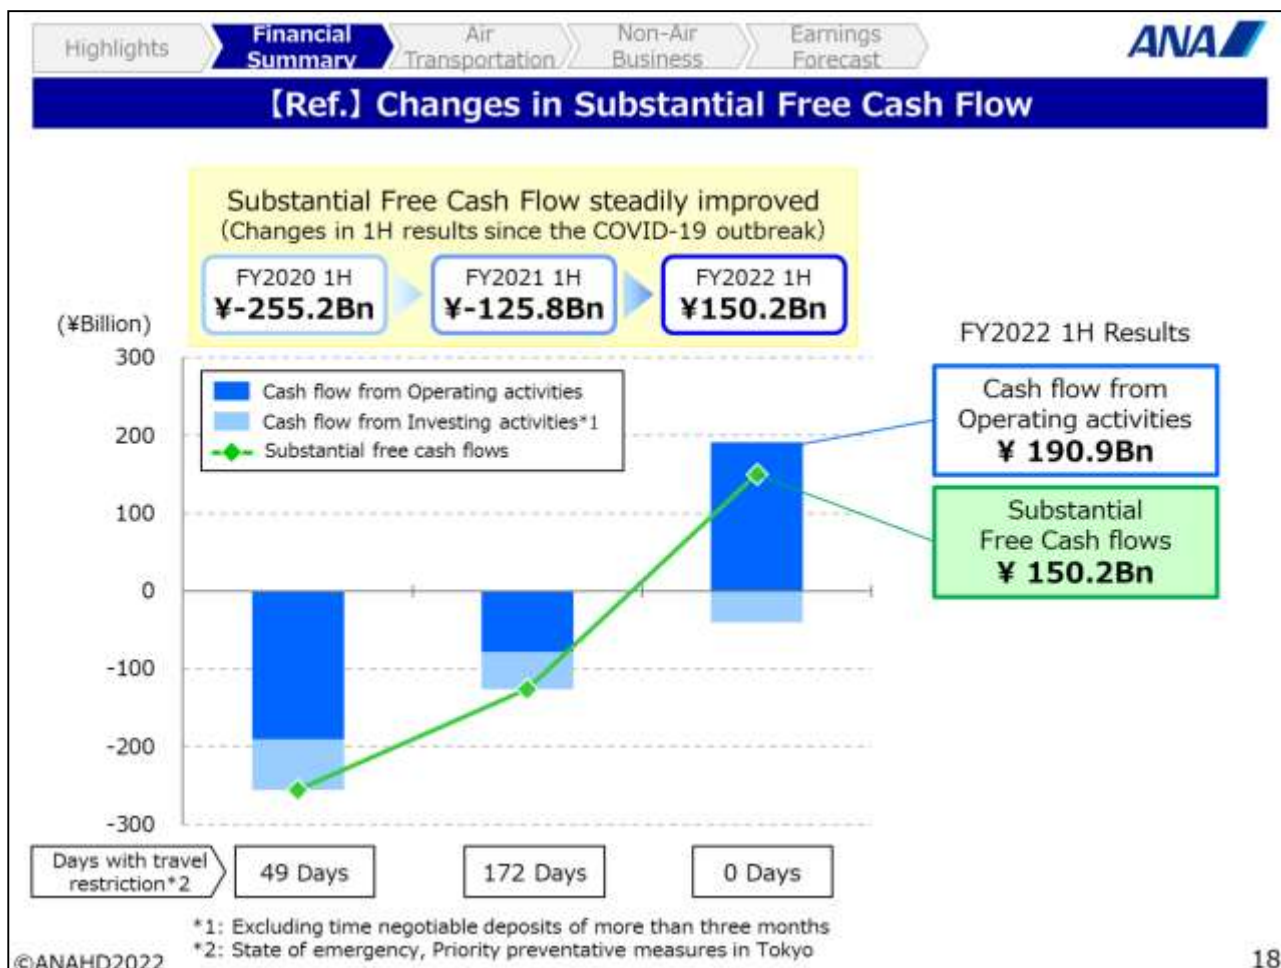 Highlights
Financial
Summary
Air
Transportation
Non-Air
Business
Earnings
Forecast
ANA
【Ref.】 Changes in Substantial Free Cash Flow
Substantial Free Cash Flow steadily improved
(Changes in 1H results since the COVID-19 outbreak)
FY2020 1H
¥-255.2Bn
FY2021 1H
¥-125.8Bn
FY2022 1H
¥150.2Bn
(¥Billion)
300
200
100
0
-100
-200
-300
Cash flow from Operating activities
Cash flow from Investing activities*1
Substantial free cash flows
FY2022 1H Results
Cash flow from
Operating activities
¥ 190.9Bn
Substantial
Free Cash flows
¥ 150.2Bn
Days with travel
restriction*2
49 Days
172 Days
0 Days
*1: Excluding time negotiable deposits of more than three months
*2: State of emergency, Priority preventative measures in Tokyo
©ANAHD2022
18